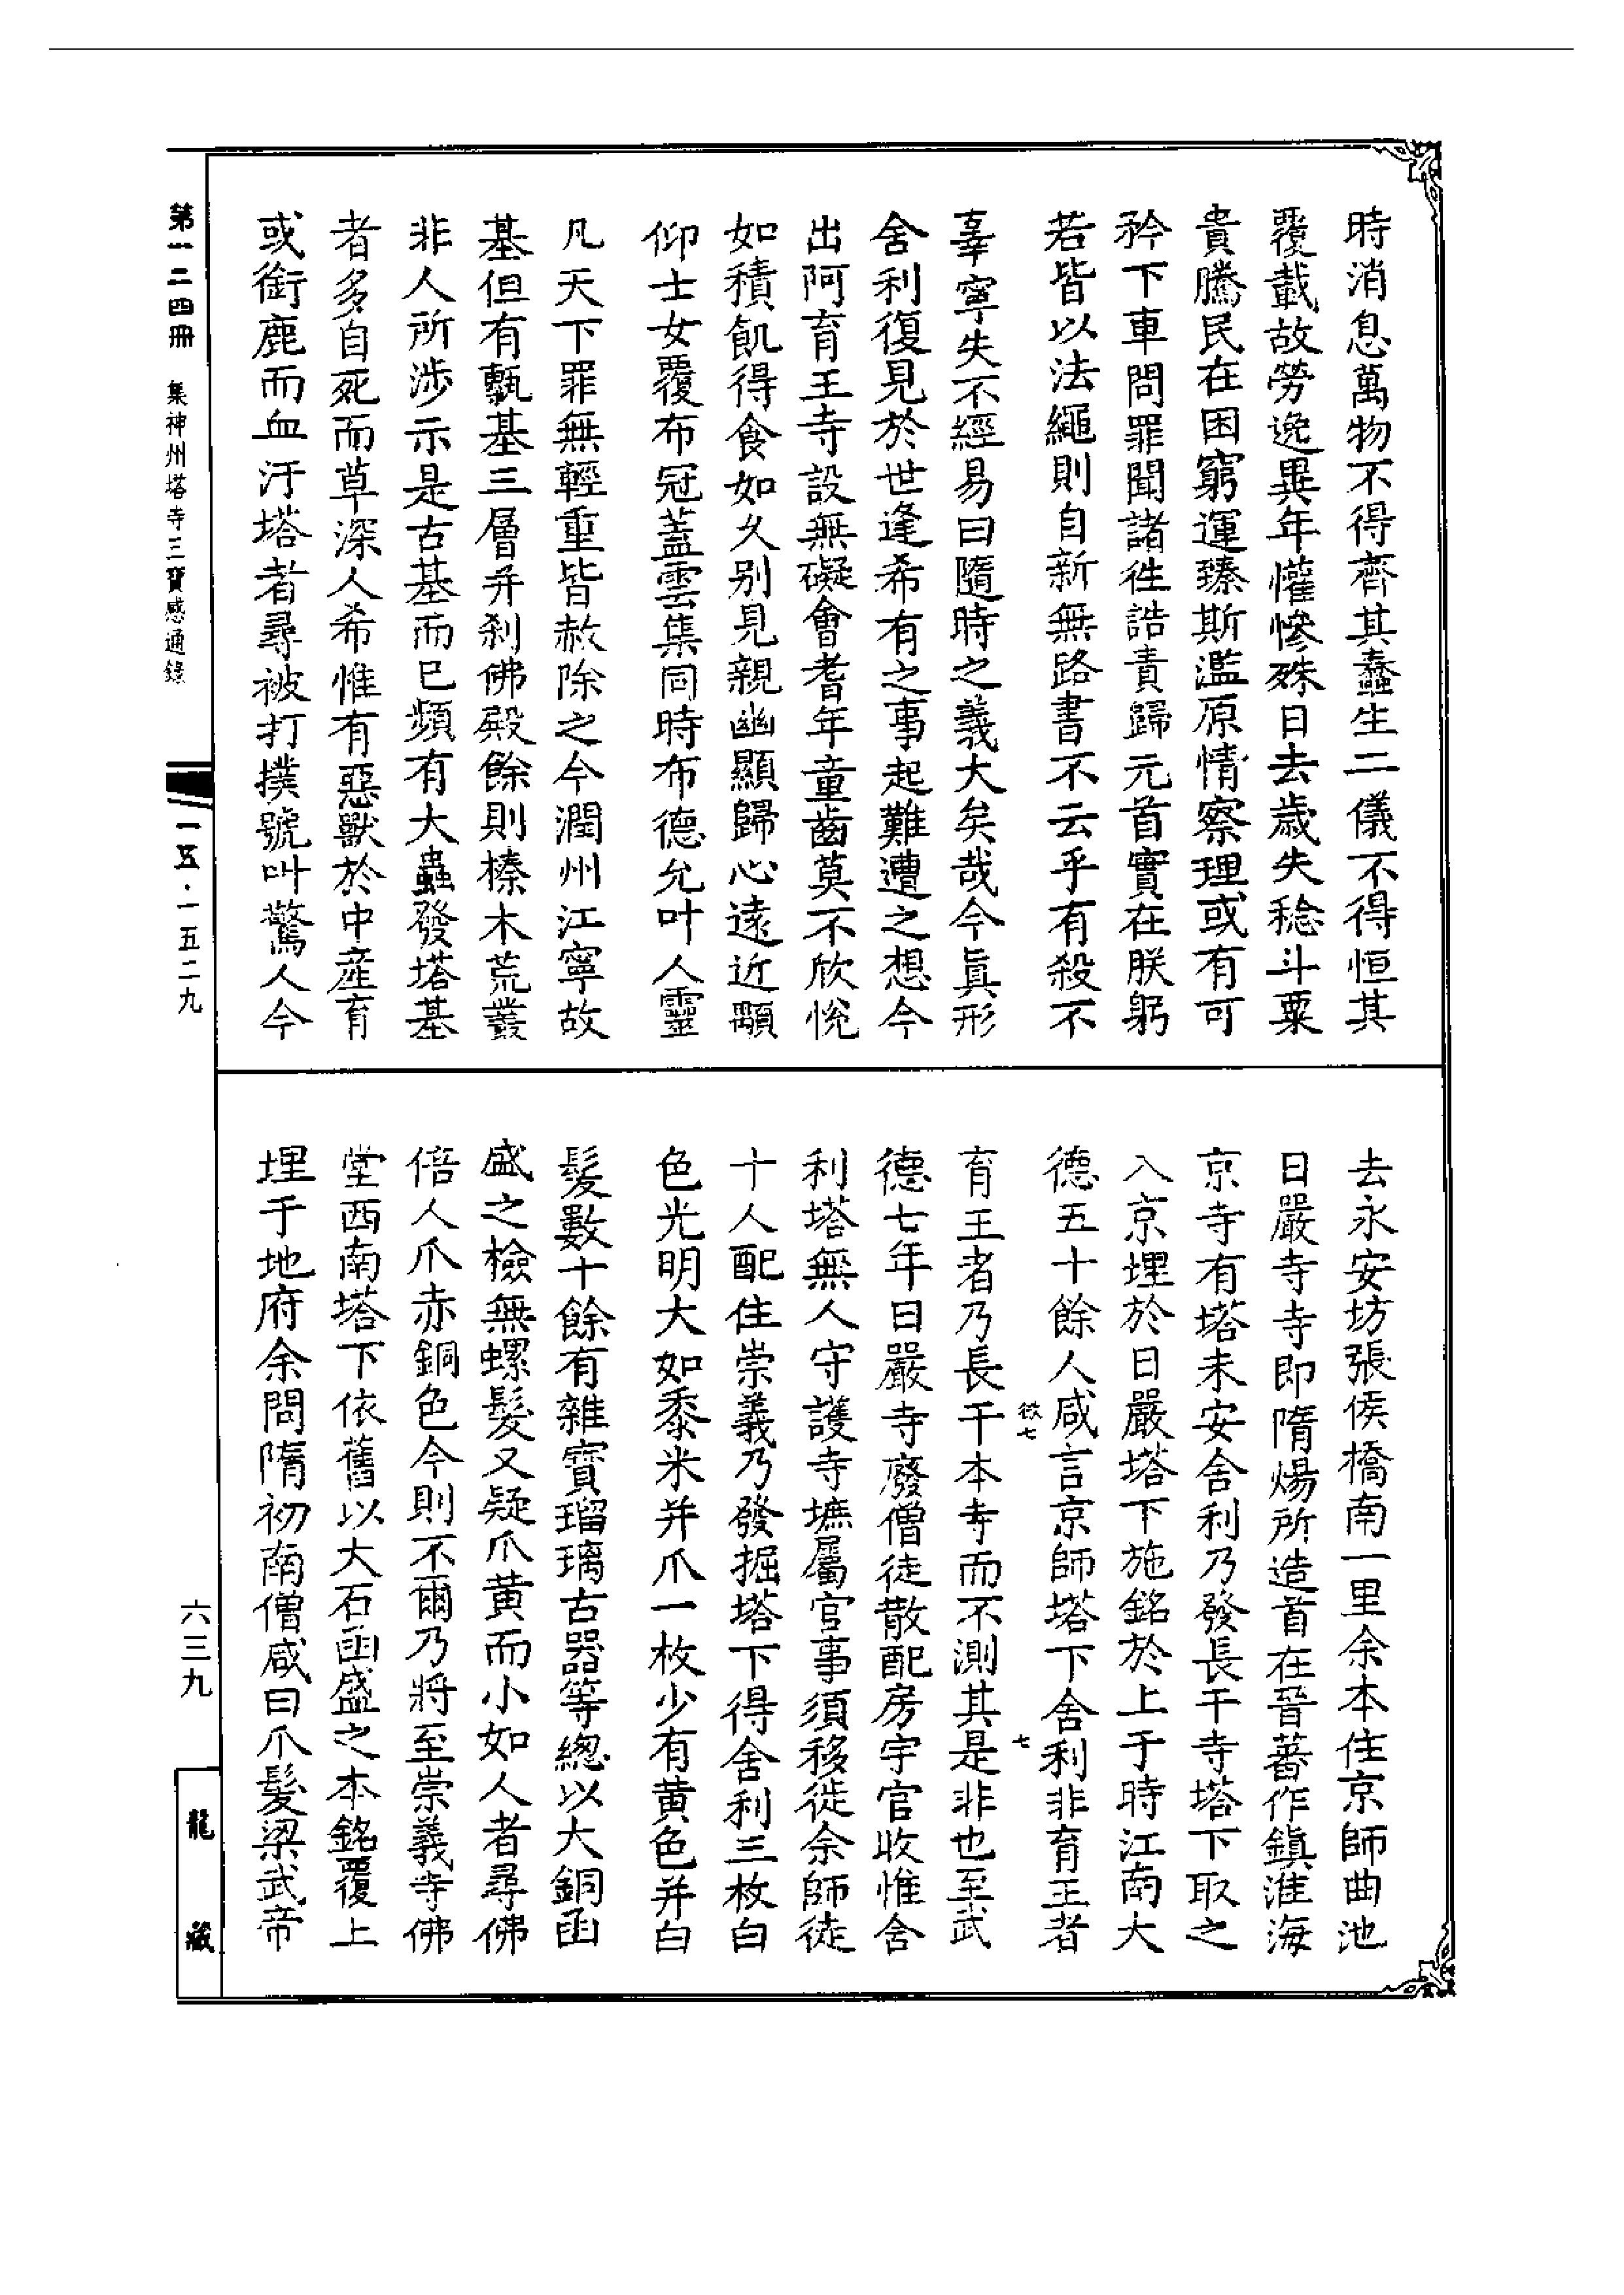 時消息萬物不得齊其蠢生二儀不得恒其
覆載故勞逸異年懽慘殊日去歲失稔斗粟
貴騰民在困窮運臻斯濫原情察理或有可
矜下車問罪聞諸徃誥責歸元首實在朕躬
若皆以法繩則自新無路書不云乎有殺不
辜寧失不經易曰隨時之義大矣哉今眞形
舍利復見於世逢希有之事起難遭之想今
出阿育王寺設無礙會耆年童齒莫不欣悅
如積飢得食如久別見親幽顯歸心遠近顒
仰士女覆布冠蓋雲集同時布德允叶人靈
凡天下罪無輕重皆赦除之今潤州江寧故
基但有甎基三層并剎佛殿餘則榛木荒叢
非人所涉示是古基而已頻有大蟲發塔基
者多自死而草深人希惟有惡獸於中産育
或銜鹿而血汙塔者尋被打撲號叫驚人今
去永安坊張侯橋南一里余本住京師曲池
日嚴寺寺即隋煬所造首在晉蕃作鎮淮海
京寺有塔未安舍利乃發長干寺塔下取之
入京埋於日嚴塔下施銘於上于時江南大
德五十餘人咸言京師塔下舍利非育王者
育王者乃長干本寺而不測其是非也至武
德七年日嚴寺廢僧徒散配房宇官收惟舍
利塔無人守護寺墌屬官事須移徙余師徒
十人配住崇義乃發掘塔下得舍利三枚白
色光明大如黍米并爪一枚少有黄色并白
髮數十餘有雜寶瑠璃古器等總以大銅函
盛之檢無螺髮又疑爪黄而小如人者尋佛
倍人爪赤銅色今則不爾乃將至崇義寺佛
堂西南塔下依舊以大石函盛之本銘覆上
埋于地府余問隋初南僧咸曰爪髮梁武帝
第一二四冊 集神州塔寺三寶感通錄
一五·一五二九
六三九
龍藏
七